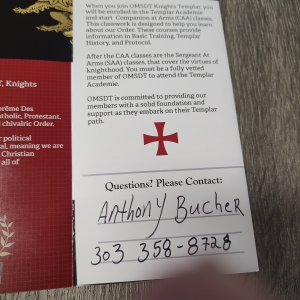 T, Knights
rême Des
tholic, Protestant,
chivalric Order.
political
al, meaning we are
Christian
all of
When you join OMSDT Knights Templar, you
will be enrolled in the Templar Academy
and start Companion at Arms (CAA) classes.
This classwork is designed to help you learn
about our Order. These courses provide
information in Basic Training, Templar
History, and Protocol.
After the CAA classes are the Sergeant At
Arms (SAA) classes, that cover the virtues of
knighthood. You must be a fully vetted
member of OMSDT to attend the Templar
Academy.
OMSDT is committed to providing our
members with a solid foundation and
support as they embark on their Templar
path.
Questions? Please Contact:
Anthony Bucher
303 358-8728